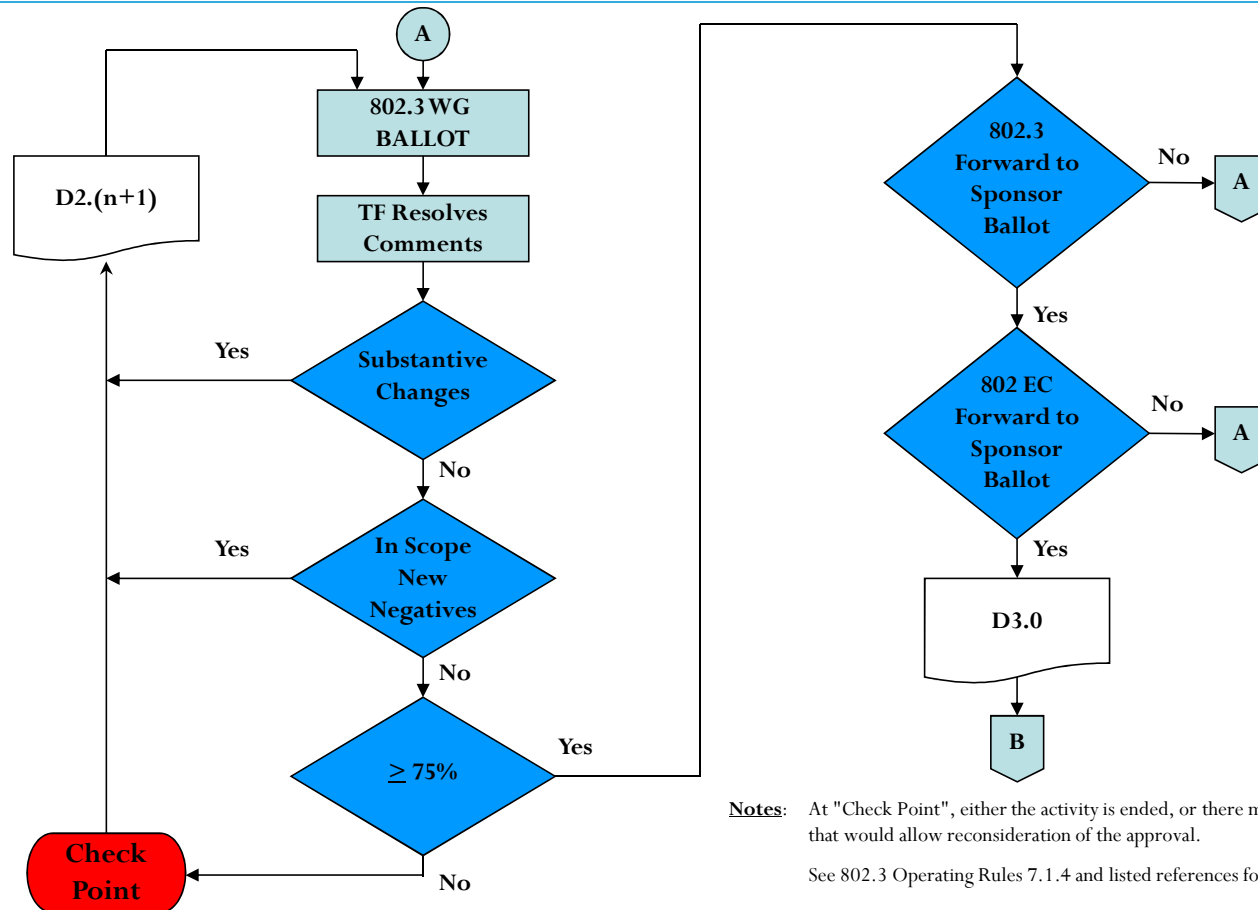 A
802.3 WG
BALLOT
D2.(n+1)
TF Resolves
Comments
Yes
Substantive
Changes
No
Yes
In Scope
New
Negatives
No
≥ 75%
Yes
No
Check
Point
802.3
Forward to
Sponsor
Ballot
No
A
Yes
802 EC
Forward to
Sponsor
Ballot
No
A
Yes
D3.0
B
Notes: At "Check Point", either the activity is ended, or there
that would allow reconsideration of the approval.
See 802.3 Operating Rules 7.1.4 and listed references